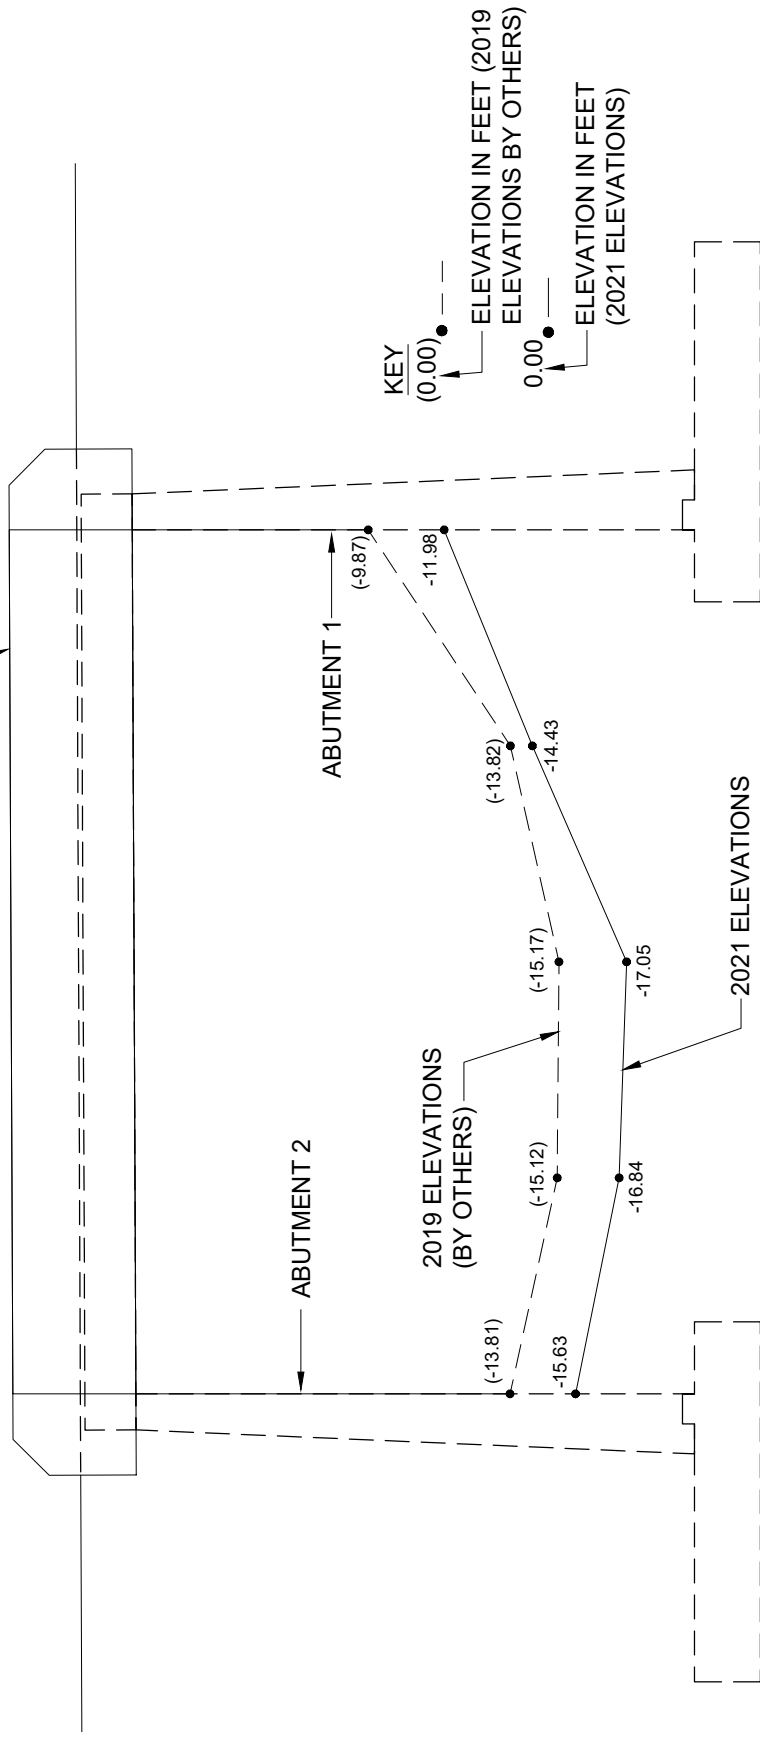 ABUTMENT 2
ABUTMENT 1
2019 ELEVATIONS
(BY OTHERS)
(-13.81)
(-15.12)
(-15.17)
(-13.82)
(-9.87)
-15.63
-16.84
-17.05
-14.43
-11.98
2021 ELEVATIONS
KEY
(0.00)
ELEVATION IN FEET (2019
ELEVATIONS BY OTHERS)
0.00
ELEVATION IN FEET
(2021 ELEVATIONS)